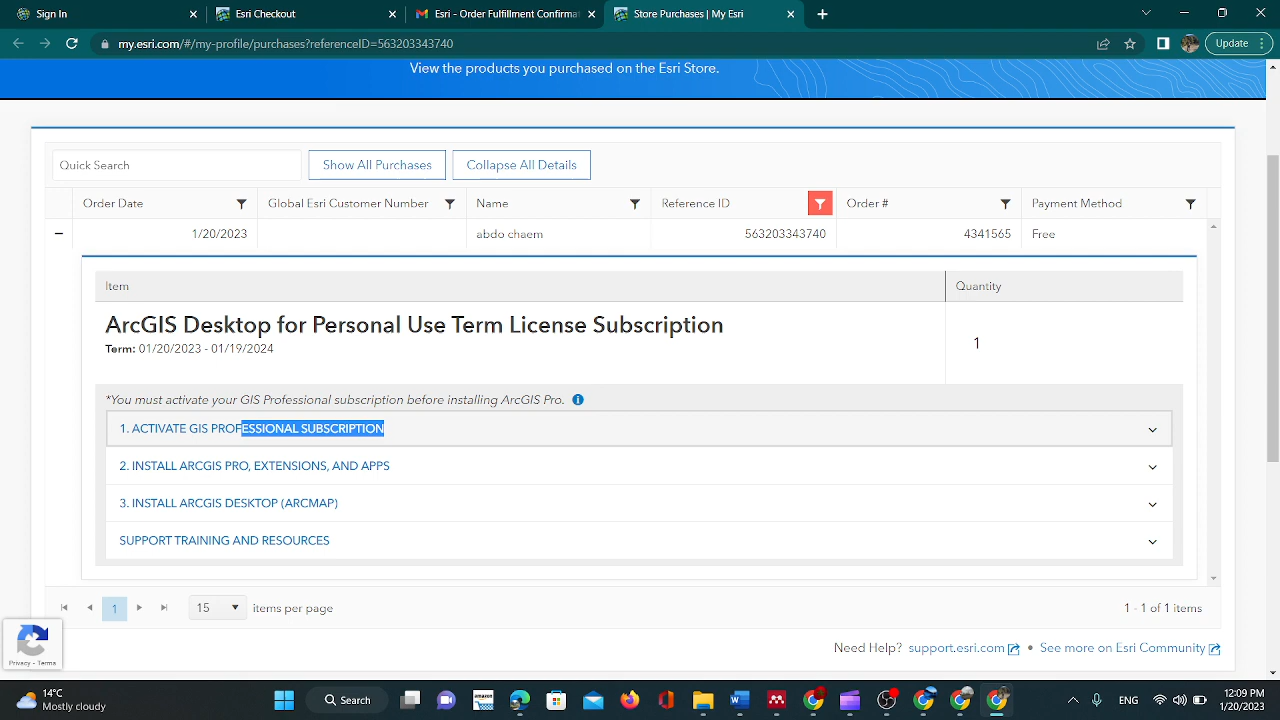 Sign In
Esri Checkout
Esri - Order Fulfillment Confirmat
Store Purchases | My Esri
my.esri.com/#/my-profile/purchases?referenceID=563203343740
Update
View the products you purchased on the Esri Store.
Quick Search
Show All Purchases
Collapse All Details
Order Date
Global Esri Customer Number
Name
Reference ID
Order #
Payment Method
1/20/2023
abdo chaem
563203343740
4341565
Free
Item
Quantity
ArcGIS Desktop for Personal Use Term License Subscription
Term: 01/20/2023 - 01/19/2024
1
*You must activate your GIS Professional subscription before installing ArcGIS Pro.
1. ACTIVATE GIS PROFESSIONAL SUBSCRIPTION
2. INSTALL ARCGIS PRO, EXTENSIONS, AND APPS
3. INSTALL ARCGIS DESKTOP (ARCMAP)
SUPPORT TRAINING AND RESOURCES
1
15
items per page
1 - 1 of 1 items
Privacy - Terms
Need Help? support.esri.com • See more on Esri Community
14°C
Mostly cloudy
Search
ENG
12:09 PM
1/20/2023